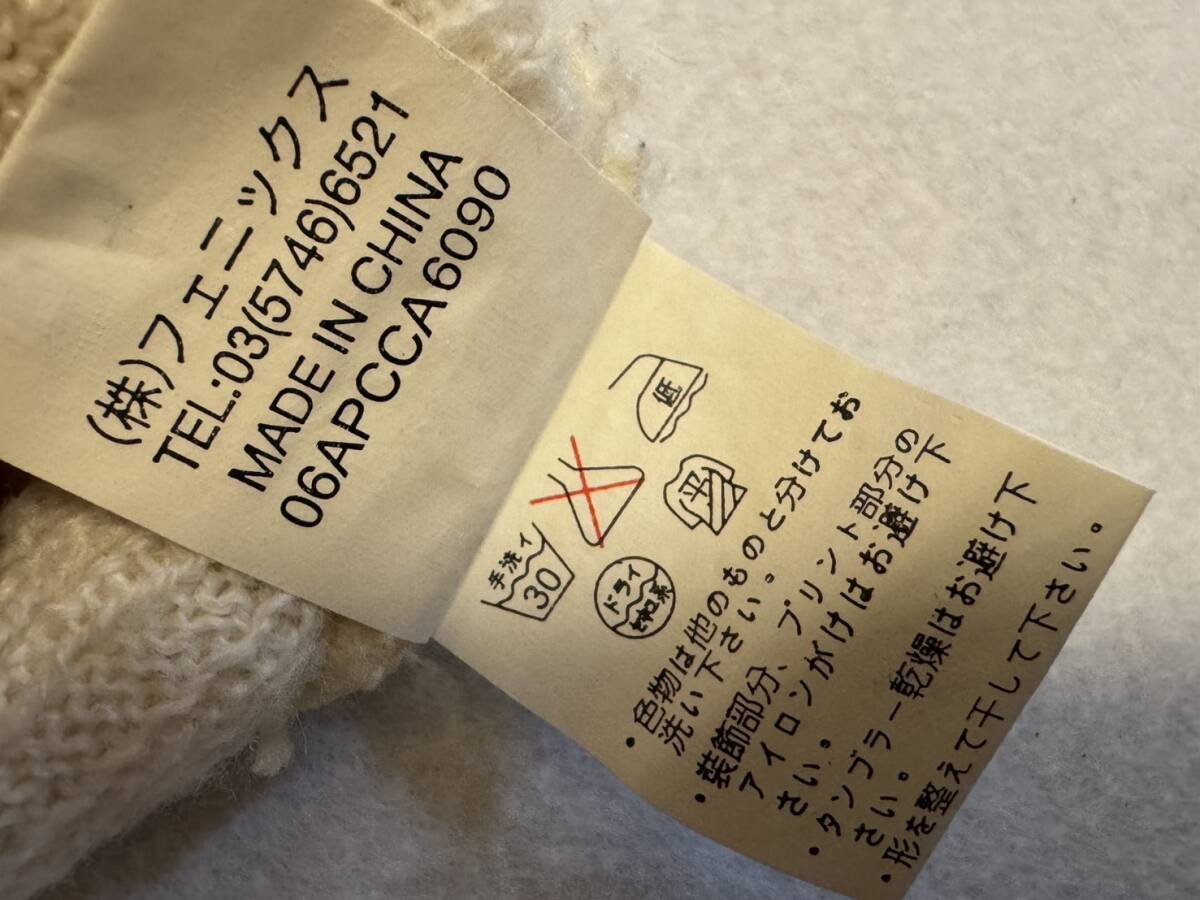 (株)フェニックス
TEL:03(5746)6521
MADE IN CHINA
06APCCA6090
手洗イ
30
低
ドライ
石油系
平
・色物は他のものと分けてお
洗い下さい。
・装飾部分、プリント部分の
アイロンがけはお避け下
さい。
・タンブラー乾燥はお避け下
さい。
・形を整えて干して下さい。